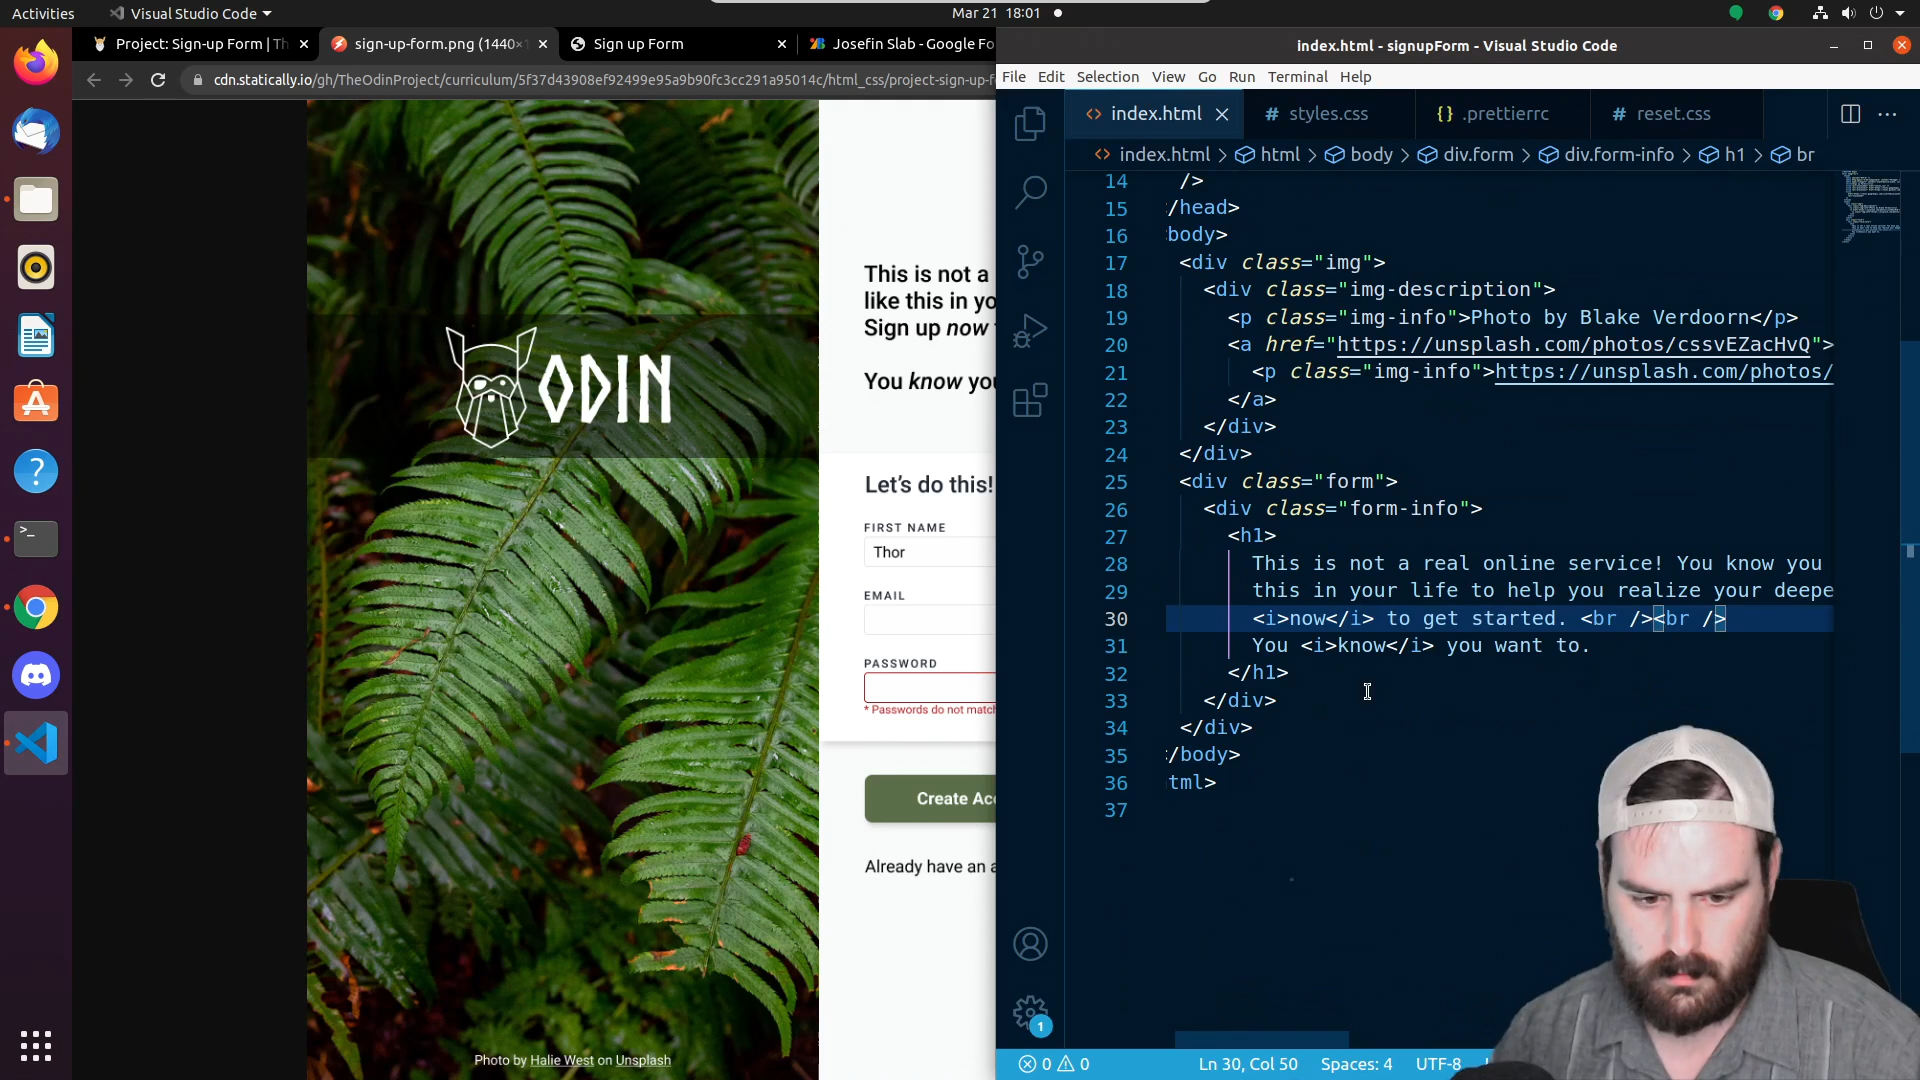 Activities
Visual Studio Code
Mar 21 18:01
Project: Sign-up Form | Th
sign-up-form.png (1440×
Sign up Form
Josefin Slab - Google Fo
cdn.statically.io/gh/TheOdinProject/curriculum/5f37d43908ef92499e95a9b90fc3cc291a95014c/html_css/project-sign-up-f
ODIN
This is not a
like this in yo
Sign up now
You know you
Let's do this!
FIRST NAME
Thor
EMAIL
PASSWORD
* Passwords do not match
Create Acc
Already have an a
Photo by Halie West on Unsplash
index.html - signupForm - Visual Studio Code
File Edit Selection View Go Run Terminal Help
index.html
# styles.css
{} .prettierrc
# reset.css
index.html > html > body > div.form > div.form-info > h1 > br
14 />
15 /head>
16 body>
17 <div class="img">
18 <div class="img-description">
19 <p class="img-info">Photo by Blake Verdoorn</p>
20 <a href="https://unsplash.com/photos/cssvEZacHvQ">
21 <p class="img-info">https://unsplash.com/photos/
22 </a>
23 </div>
24 </div>
25 <div class="form">
26 <div class="form-info">
27 <h1>
28 This is not a real online service! You know you
29 this in your life to help you realize your deepe
30 <i>now</i> to get started. <br /><br />
31 You <i>know</i> you want to.
32 </h1>
33 </div>
34 </div>
35 /body>
36 tml>
37
1
0 0
Ln 30, Col 50
Spaces: 4
UTF-8